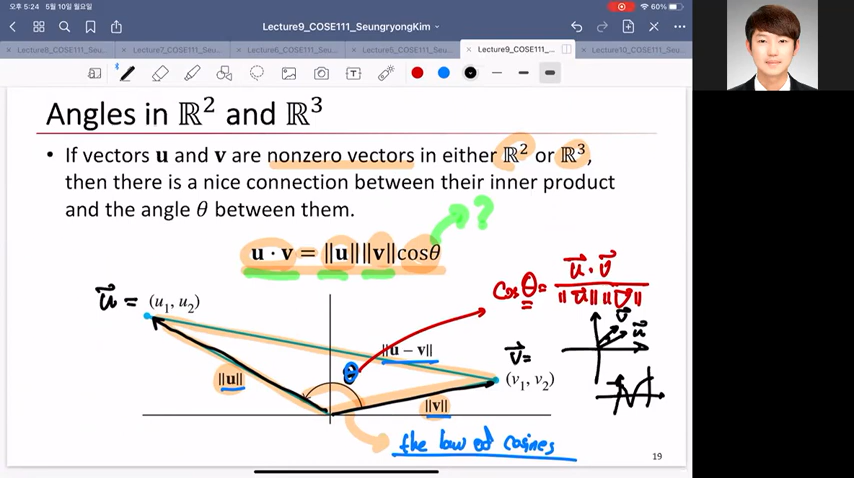 오후 5:24 5월 10일 월요일
60%
Lecture9_COSE111_SeungryongKim
Lecture8_COSE111_Seu...
Lecture7_COSE111_Seu...
Lecture6_COSE111_Seu...
Lecture5_COSE111_Seu...
Lecture9_COSE111_...
Lecture10_COSE111_S...
Angles in ℝ² and ℝ³
• If vectors u and v are nonzero vectors in either ℝ² or ℝ³,
then there is a nice connection between their inner product
and the angle θ between them.
?
u · v = ‖u‖‖v‖cosθ
cos θ = u⃗ · v⃗ / ‖u⃗‖‖v⃗‖
u⃗ = (u₁, u₂)
v⃗
u⃗
‖u − v‖
θ
v⃗ =
(v₁, v₂)
‖u‖
‖v‖
the law of cosines
19